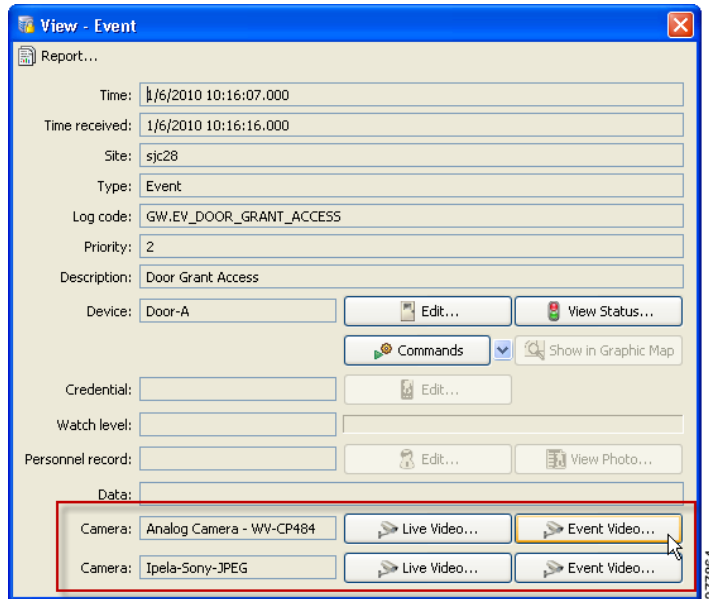 View - Event
Report...
Time: 1/6/2010 10:16:07.000
Time received: 1/6/2010 10:16:16.000
Site: sjc28
Type: Event
Log code: GW.EV_DOOR_GRANT_ACCESS
Priority: 2
Description: Door Grant Access
Device: Door-A Edit... View Status...
Commands Show in Graphic Map
Credential: Edit...
Watch level:
Personnel record: Edit... View Photo...
Data:
Camera: Analog Camera - WV-CP484 Live Video... Event Video...
Camera: Ipela-Sony-JPEG Live Video... Event Video...